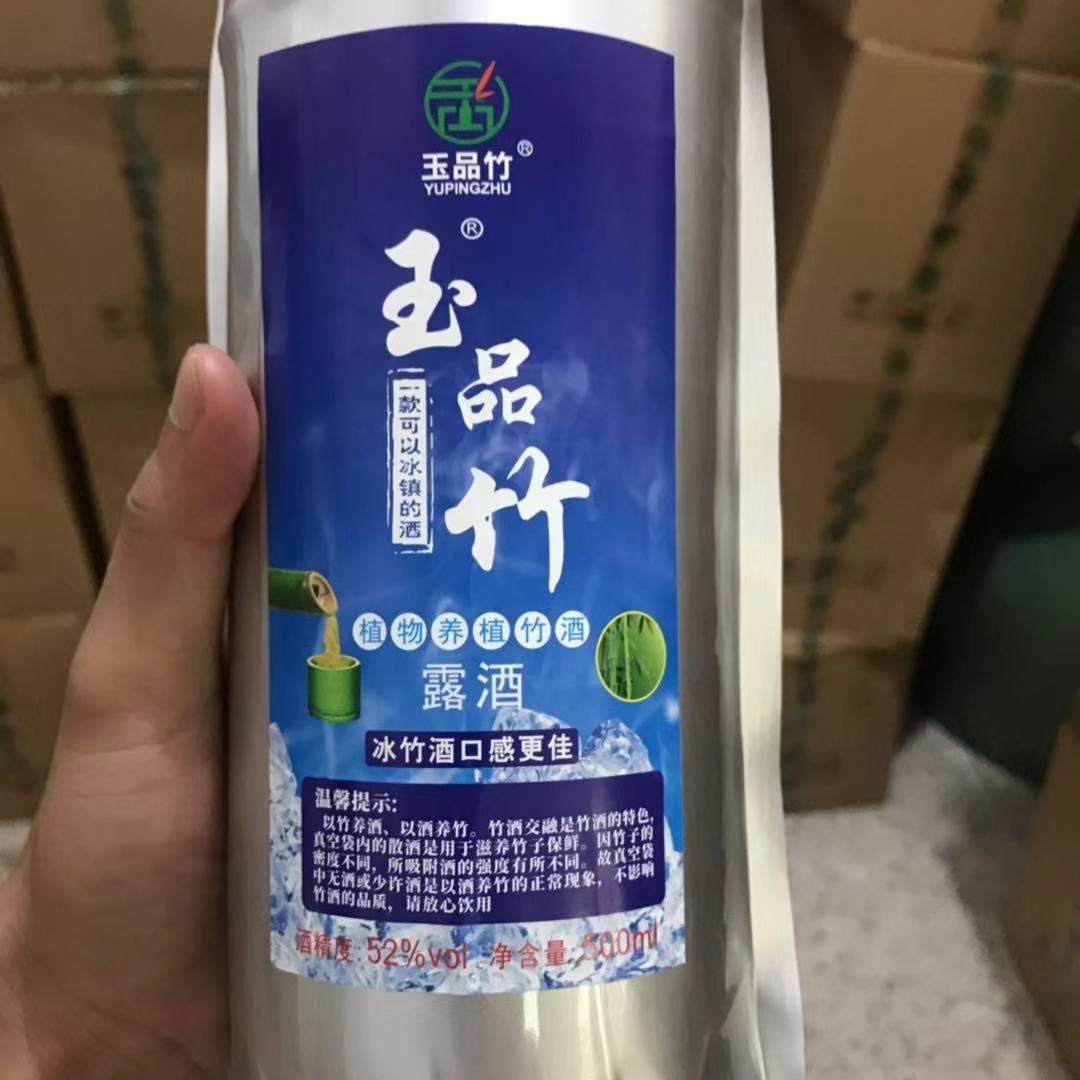 玉品竹®
YUPINGZHU
玉品竹®
一款可以冰镇的酒
植物养植竹酒
露酒
冰竹酒口感更佳
温馨提示:
以竹养酒、以酒养竹。竹酒交融是竹酒的特色,
真空袋内的散酒是用于滋养竹子保鲜。因竹子的
密度不同，所吸附酒的强度有所不同。故真空袋
中无酒或少许酒是以酒养竹的正常现象，不影响
竹酒的品质，请放心饮用
酒精度:52%vol 净含量:500ml